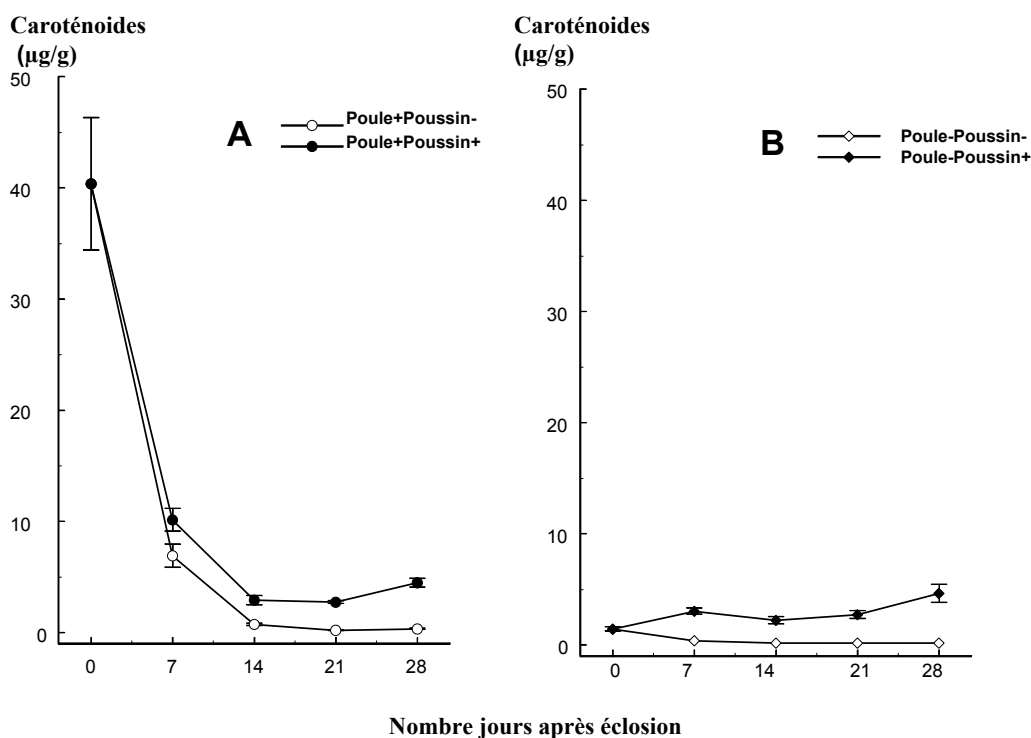 Caroténoides
(µg/g)
50
40
30
20
10
0
A
Poule+Poussin-
Poule+Poussin+
0 7 14 21 28
Caroténoides
(µg/g)
50
40
30
20
10
0
B
Poule-Poussin-
Poule-Poussin+
0 7 14 21 28
Nombre jours après éclosion